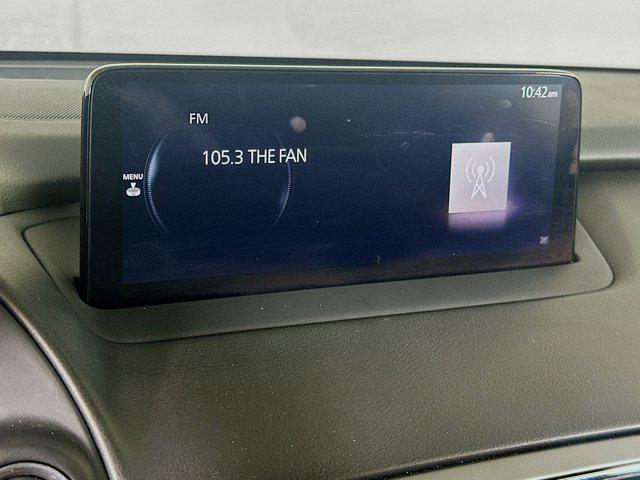 10:42am
FM
105.3 THE FAN
MENU